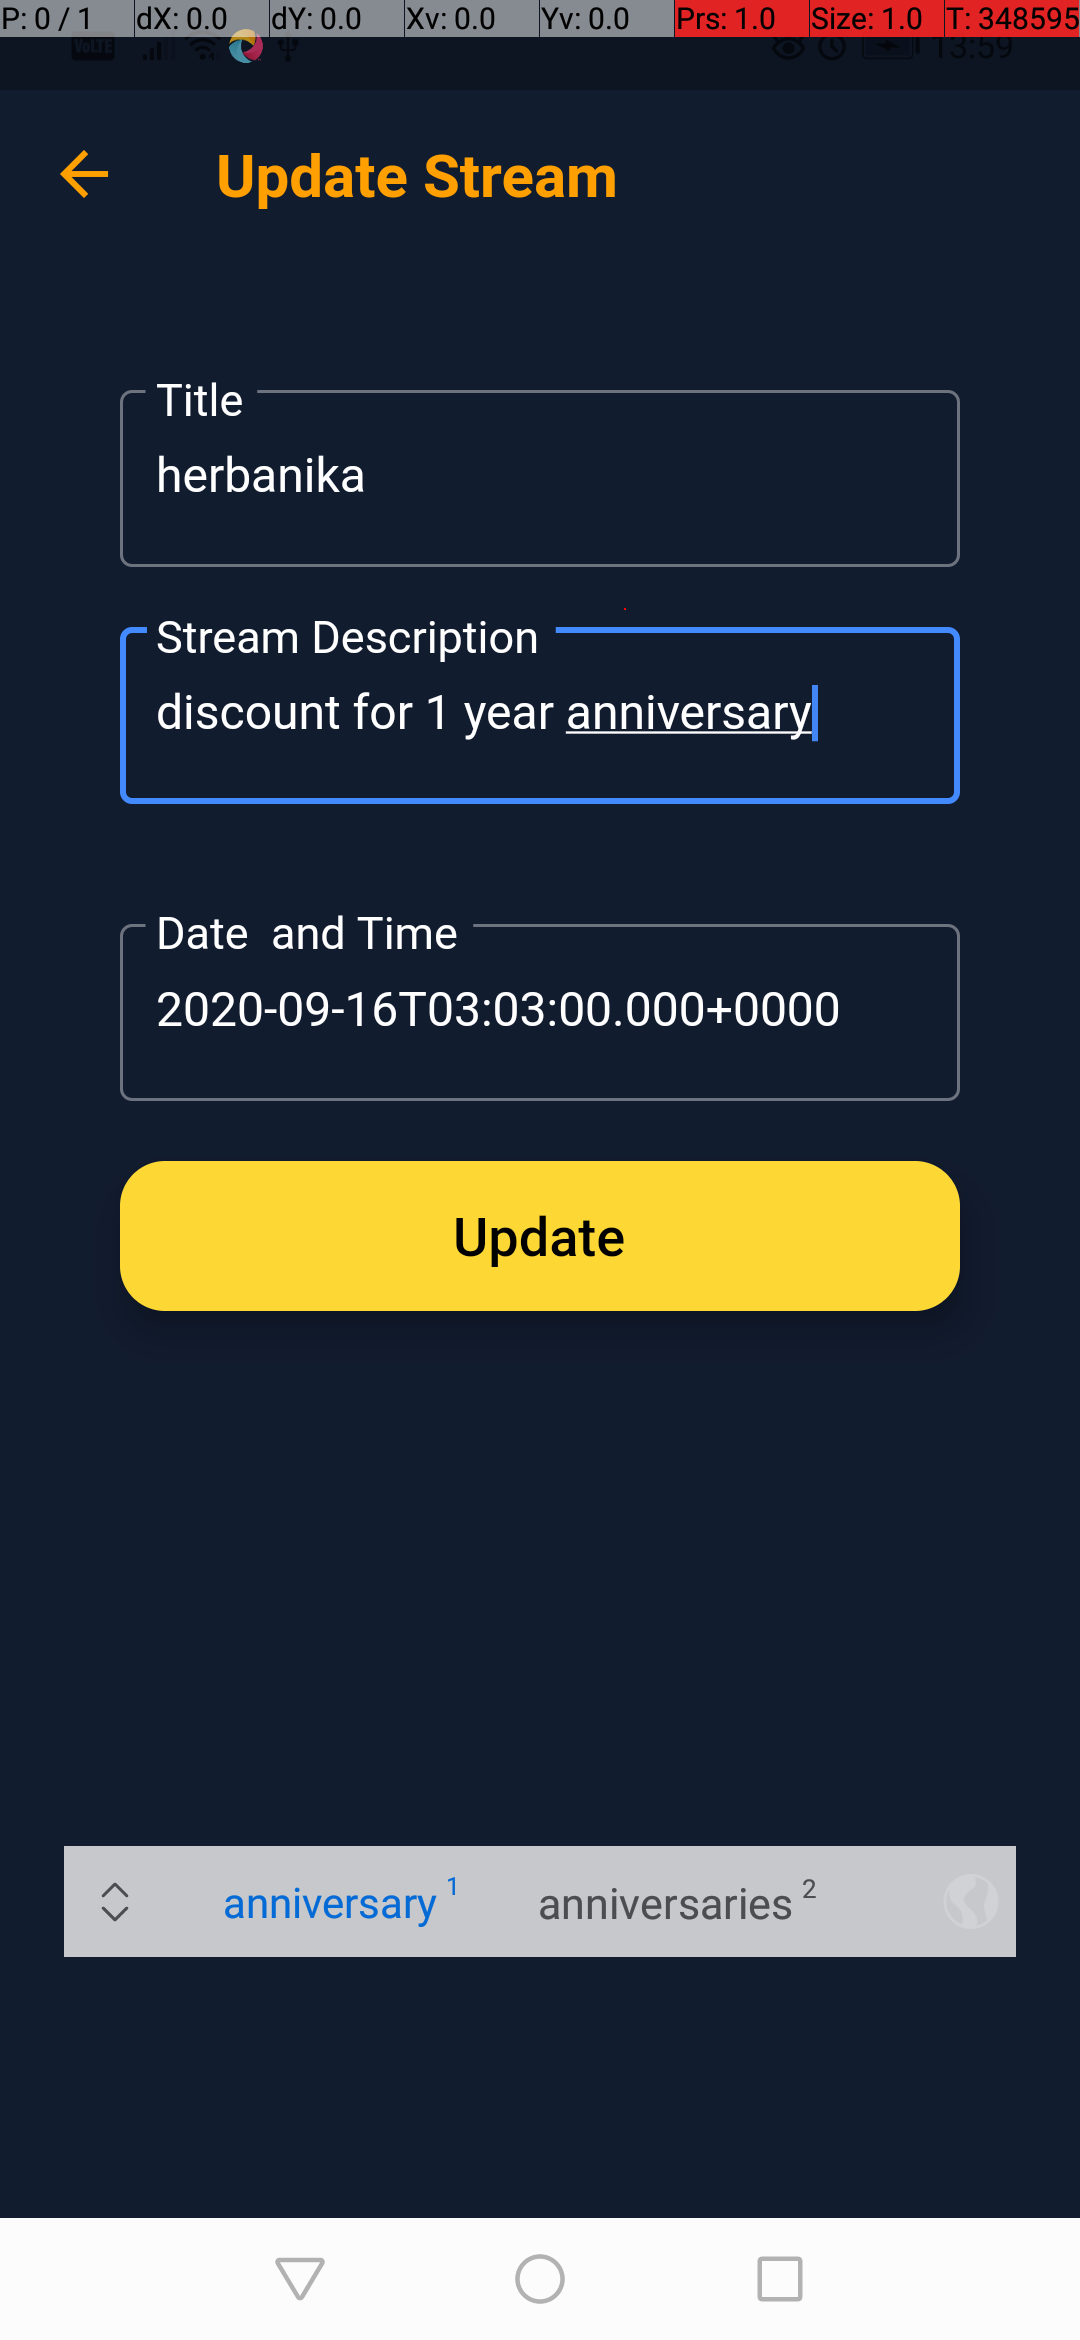 P: 0 / 1 dX: 0.0 dY: 0.0 Xv: 0.0 Yv: 0.0 Prs: 1.0 Size: 1.0 T: 348595
VoLTE 13:59
Update Stream
Title
herbanika
Stream Description
discount for 1 year anniversary
Date  and Time
2020-09-16T03:03:00.000+0000
Update
anniversary 1 anniversaries 2